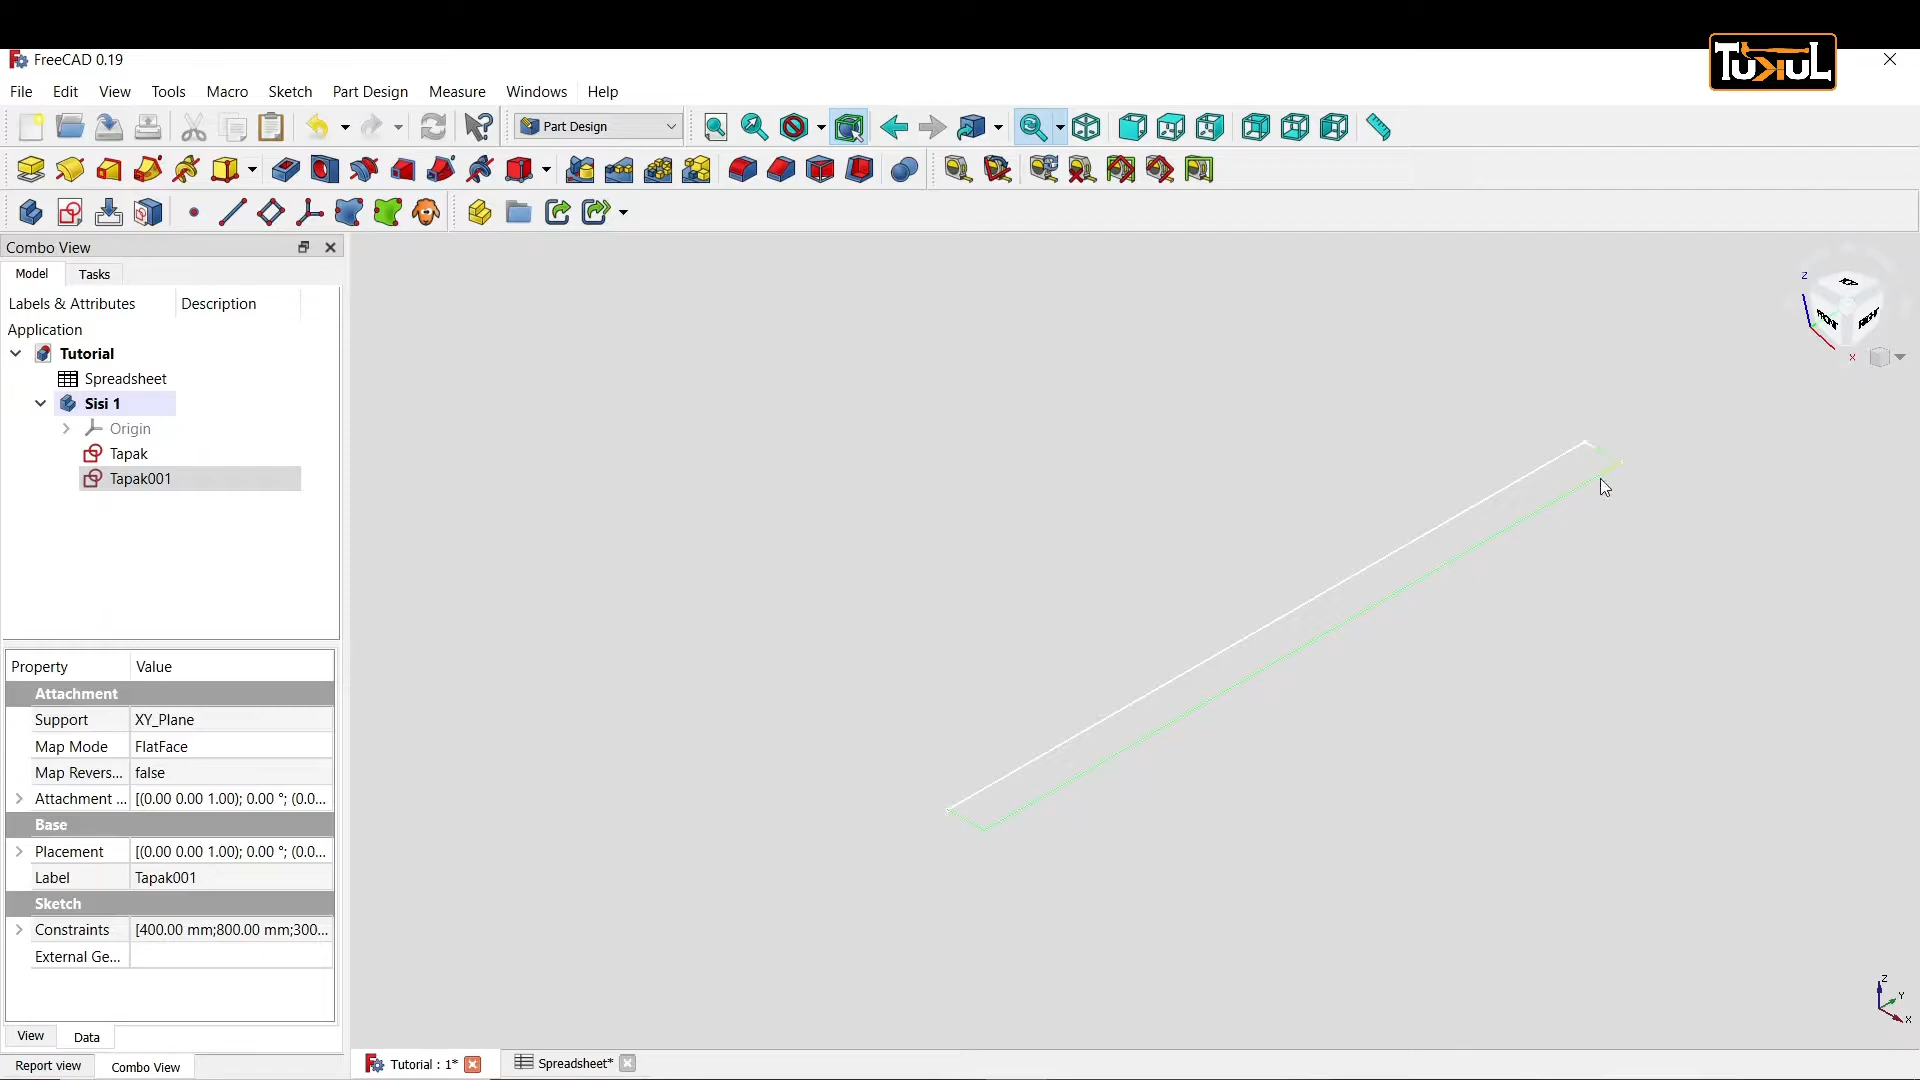 TUKUL
FreeCAD 0.19
File Edit View Tools Macro Sketch Part Design Measure Windows Help
Part Design
Combo View
Model Tasks
Labels & Attributes Description
Application
Tutorial
Spreadsheet
Sisi 1
Origin
Tapak
Tapak001
Property Value
Attachment
Support XY_Plane
Map Mode FlatFace
Map Revers... false
Attachment ... [(0.00 0.00 1.00); 0.00 °; (0.0...
Base
Placement [(0.00 0.00 1.00); 0.00 °; (0.0...
Label Tapak001
Sketch
Constraints [400.00 mm;800.00 mm;300...
External Ge...
View Data
Report view Combo View
Tutorial : 1* Spreadsheet*
Z
TOP
FRONT RIGHT
X
Z
Y
X